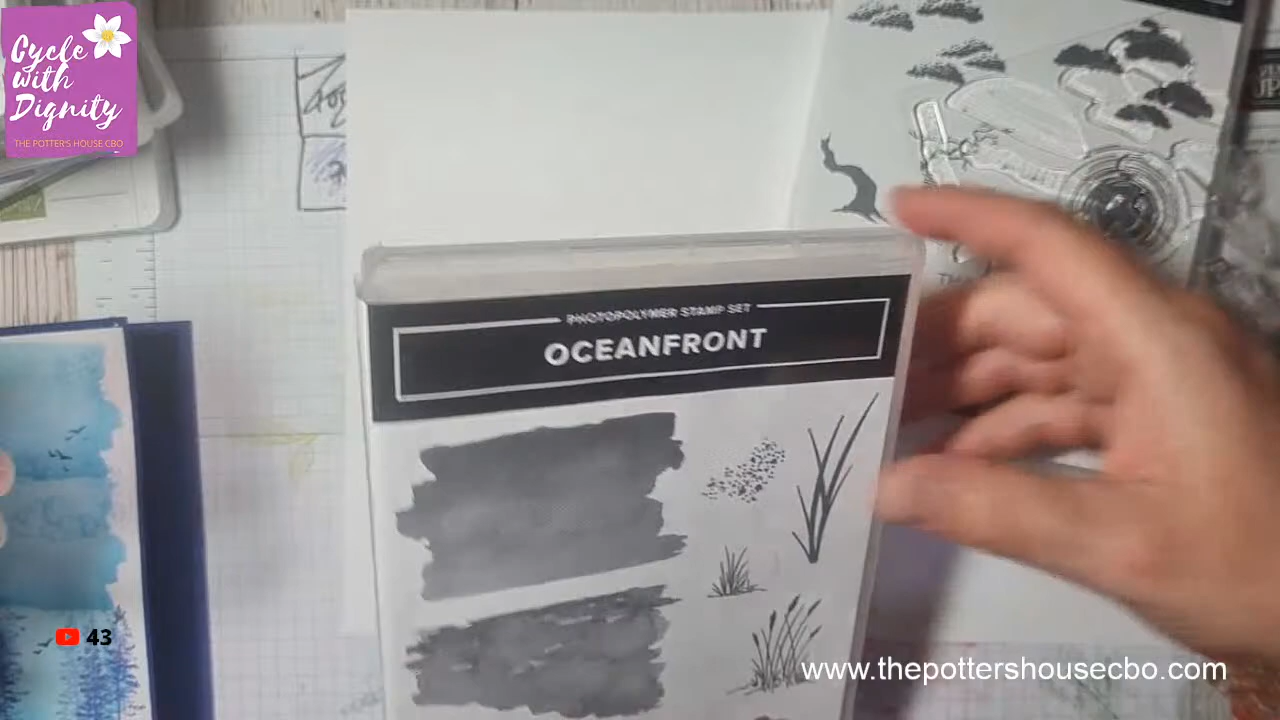 Cycle
with
Dignity
THE POTTER'S HOUSE CBO
PHOTOPOLYMER STAMP SET
OCEANFRONT
43
www.thepottershousecbo.com